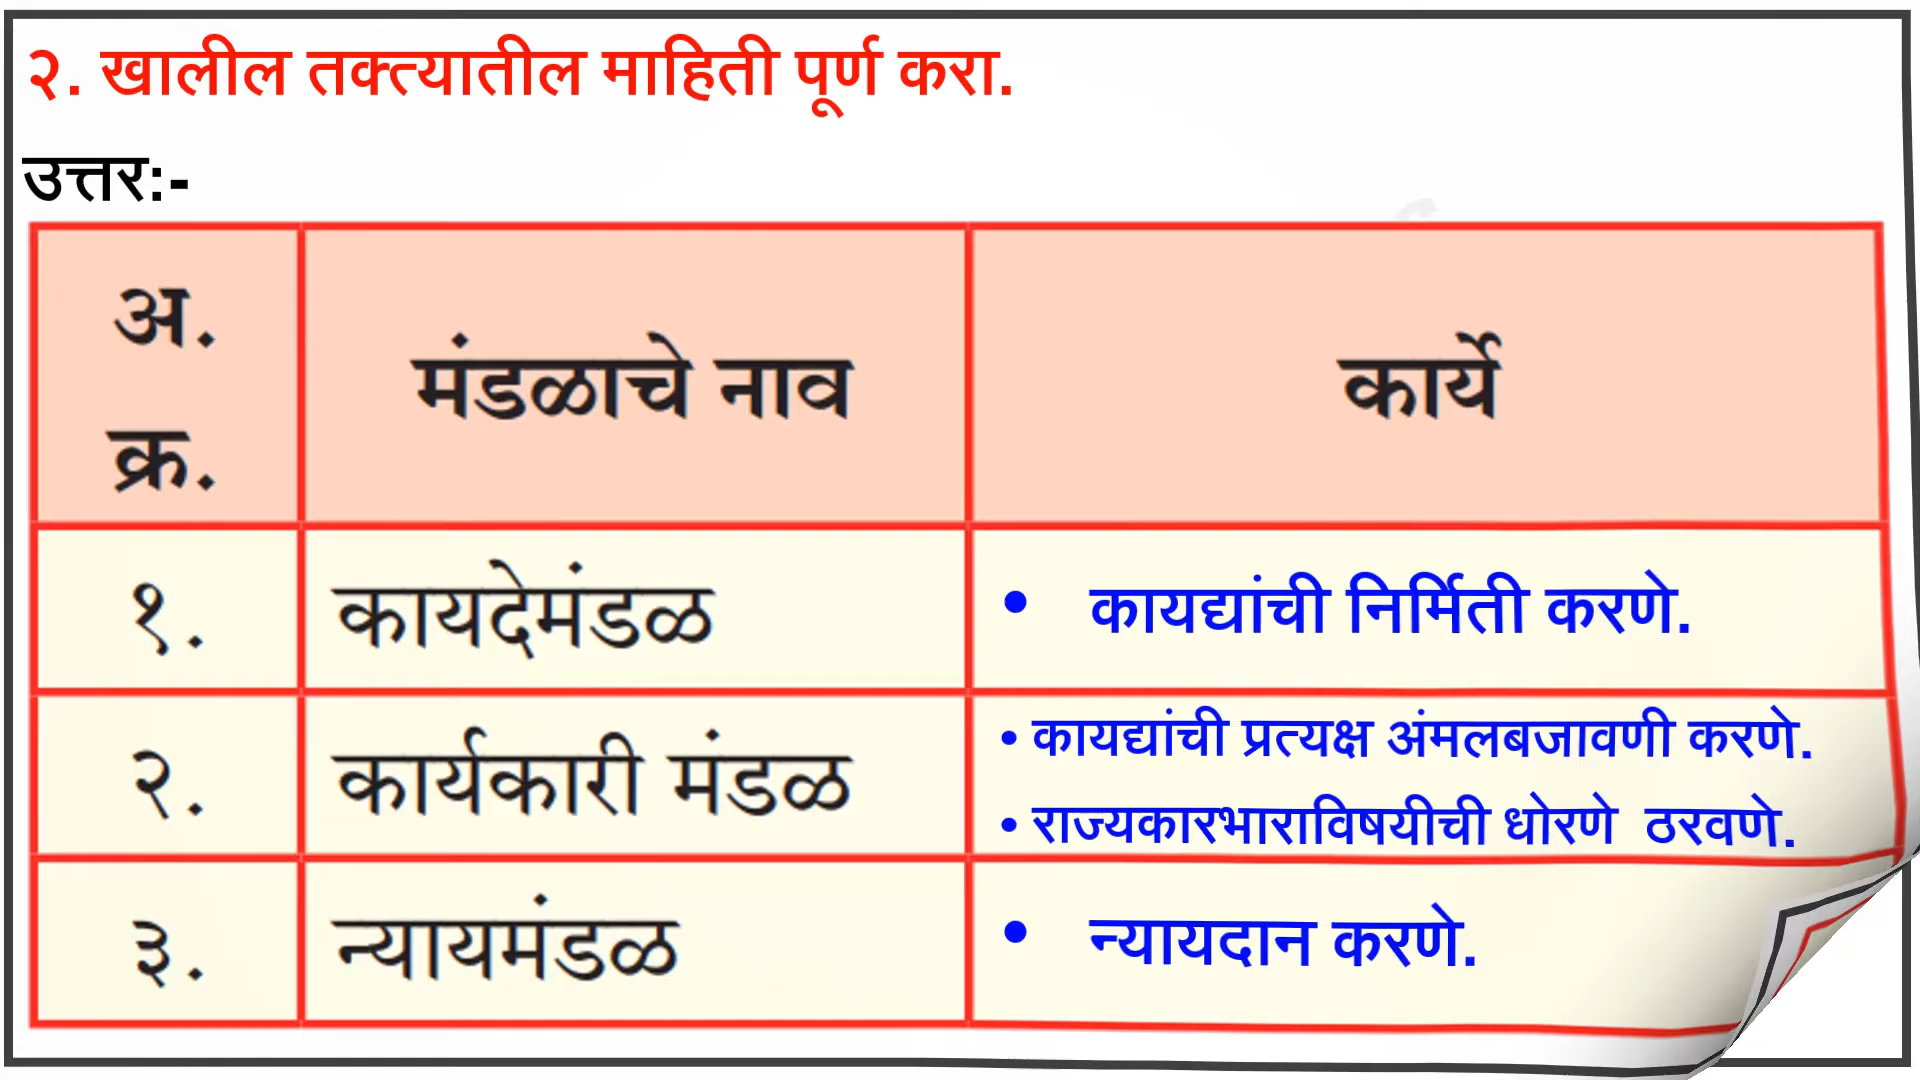 २. खालील तक्त्यातील माहिती पूर्ण करा.
उत्तर:-
अ. क्र. मंडळाचे नाव कार्ये
१. कायदेमंडळ • कायद्यांची निर्मिती करणे.
२. कार्यकारी मंडळ • कायद्यांची प्रत्यक्ष अंमलबजावणी करणे.
• राज्यकारभाराविषयीची धोरणे ठरवणे.
३. न्यायमंडळ • न्यायदान करणे.